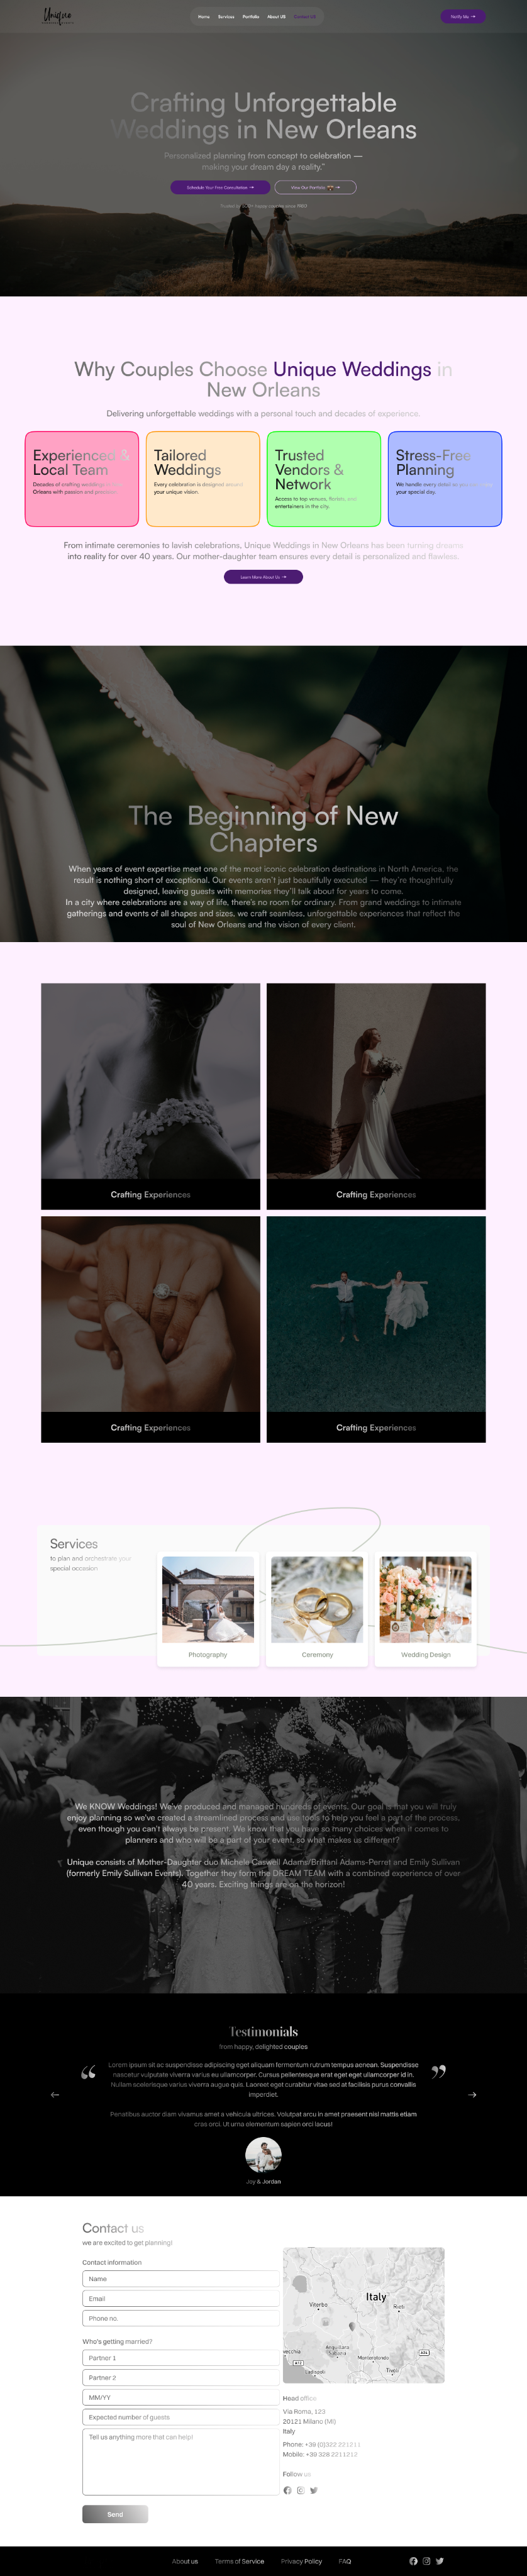 Unique
Home Services Portfolio About US Contact US
Notify Me →
Crafting Unforgettable
Weddings in New Orleans
Personalized planning from concept to celebration —
making your dream day a reality."
Schedule Your Free Consultation →
View Our Portfolio →
Why Couples Choose Unique Weddings in
New Orleans
Delivering unforgettable weddings with a personal touch and decades of experience.
Experienced &
Local Team
Decades of crafting weddings
Orleans with passion and
Tailored
Weddings
Every celebration is designed around
your unique vision.
Trusted
Vendors &
Network
Access to top venues, florists, and
entertainers in the city.
Stress-Free
Planning
We handle every detail so you
your special day.
From intimate ceremonies to lavish celebrations, Unique Weddings in New Orleans has been turning dreams
into reality for over 40 years. Our mother-daughter team ensures every detail is personalized and flawless.
Learn More About Us →
The Beginning of New
Chapters
When years of event expertise meet one of the most iconic celebration destinations in North America, the
result is nothing short of exceptional. Our events aren't just beautifully executed — they're thoughtfully
designed, leaving guests with memories they'll talk about for years to come.
In a city where celebrations are a way of life, there's no room for ordinary. From grand weddings to intimate
gatherings and events of all shapes and sizes, we craft seamless, unforgettable experiences that reflect the
soul of New Orleans and the vision of every client.
Crafting Experiences
Crafting Experiences
Crafting Experiences
Crafting Experiences
Services
to plan and orchestrate your
special occasion
Photography
Ceremony
Wedding Design
We KNOW Weddings! We've produced and managed hundreds of events. Our goal is that you will truly
enjoy planning so we've created a streamlined process and use tools to help you feel a part of the process,
even though you can't always be present. We know that you have so many choices when it comes to
planners and who will be a part of your event, so what makes us different?
Unique consists of Mother-Daughter duo Michele Caswell Adams/Brittani Adams-Perret and Emily Sullivan
(formerly Emily Sullivan Events). Together they form the DREAM TEAM with a combined experience of over
40 years. Exciting things are on the horizon!
Testimonials
from happy, delighted couples
Lorem ipsum sit ac suspendisse adipiscing eget aliquam fermentum rutrum tempus aenean. Suspendisse
nascetur vulputate viverra varius eu ullamcorper. Cursus pellentesque erat eget eget ullamcorper id in.
Nullam scelerisque varius viverra augue quis. Laoreet eget curabitur vitae sed at facilisis purus convallis
imperdiet.
Penatibus auctor diam vivamus amet a vehicula ultrices. Volutpat arcu in amet praesent nisl mattis etiam
cras orci. Ut urna elementum sapien orci lacus!
Joy & Jordan
Contact us
we are excited to get planning!
Contact information
Name
Email
Phone no.
Who's getting married?
Partner 1
Partner 2
MM/YY
Expected number of guests
Tell us anything more that can help!
Send
Italy
Viterbo
Rieti
Tivoli
Head office
Via Roma, 123
20121 Milano (MI)
Italy
Phone: +39 (0)322 221211
Mobile: +39 328 2211212
Follow us
About us Terms of Service Privacy Policy FAQ